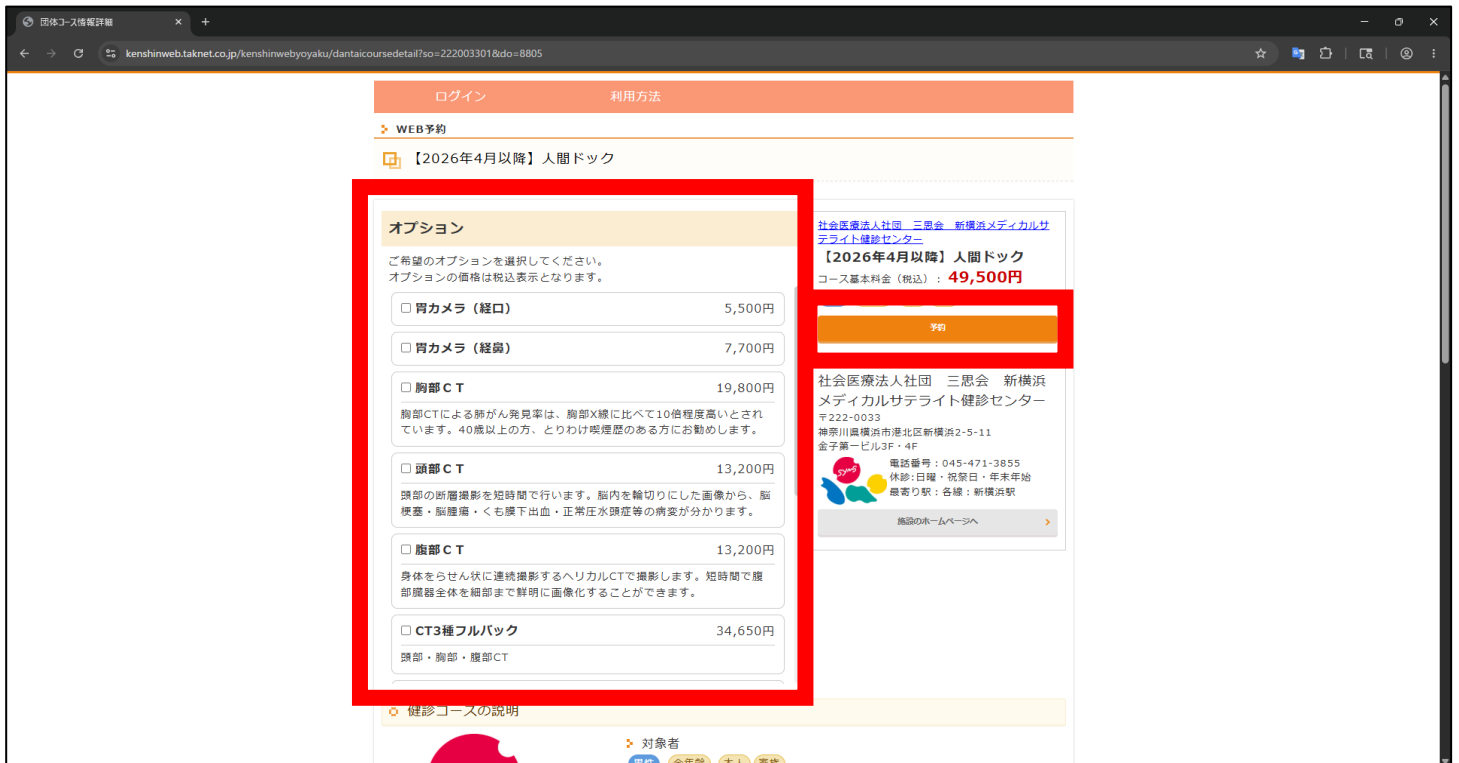 団体コース情報詳細
kenshinweb.taknet.co.jp/kenshinwebyoyaku/dantaicoursedetail?so=222003301&do=8805
ログイン 利用方法
WEB予約
【2026年4月以降】人間ドック
オプション
ご希望のオプションを選択してください。
オプションの価格は税込表示となります。
胃カメラ（経口） 5,500円
胃カメラ（経鼻） 7,700円
胸部ＣＴ 19,800円
胸部CTによる肺がん発見率は、胸部X線に比べて10倍程度高いとされ
ています。40歳以上の方、とりわけ喫煙歴のある方にお勧めします。
頭部ＣＴ 13,200円
頭部の断層撮影を短時間で行います。脳内を輪切りにした画像から、脳
梗塞・脳腫瘍・くも膜下出血・正常圧水頭症等の病変が分かります。
腹部ＣＴ 13,200円
身体をらせん状に連続撮影するヘリカルCTで撮影します。短時間で腹
部臓器全体を細部まで鮮明に画像化することができます。
CT3種フルパック 34,650円
頭部・胸部・腹部CT
社会医療法人社団　三思会　新横浜メディカルサ
テライト健診センター
【2026年4月以降】人間ドック
コース基本料金（税込）： 49,500円
予約
社会医療法人社団　三思会　新横浜
メディカルサテライト健診センター
〒222-0033
神奈川県横浜市港北区新横浜2-5-11
金子第一ビル3F・4F
syms
電話番号：045-471-3855
休診:日曜・祝祭日・年末年始
最寄り駅：各線：新横浜駅
施設のホームページへ
健診コースの説明
対象者
男性 全年齢 本人 家族